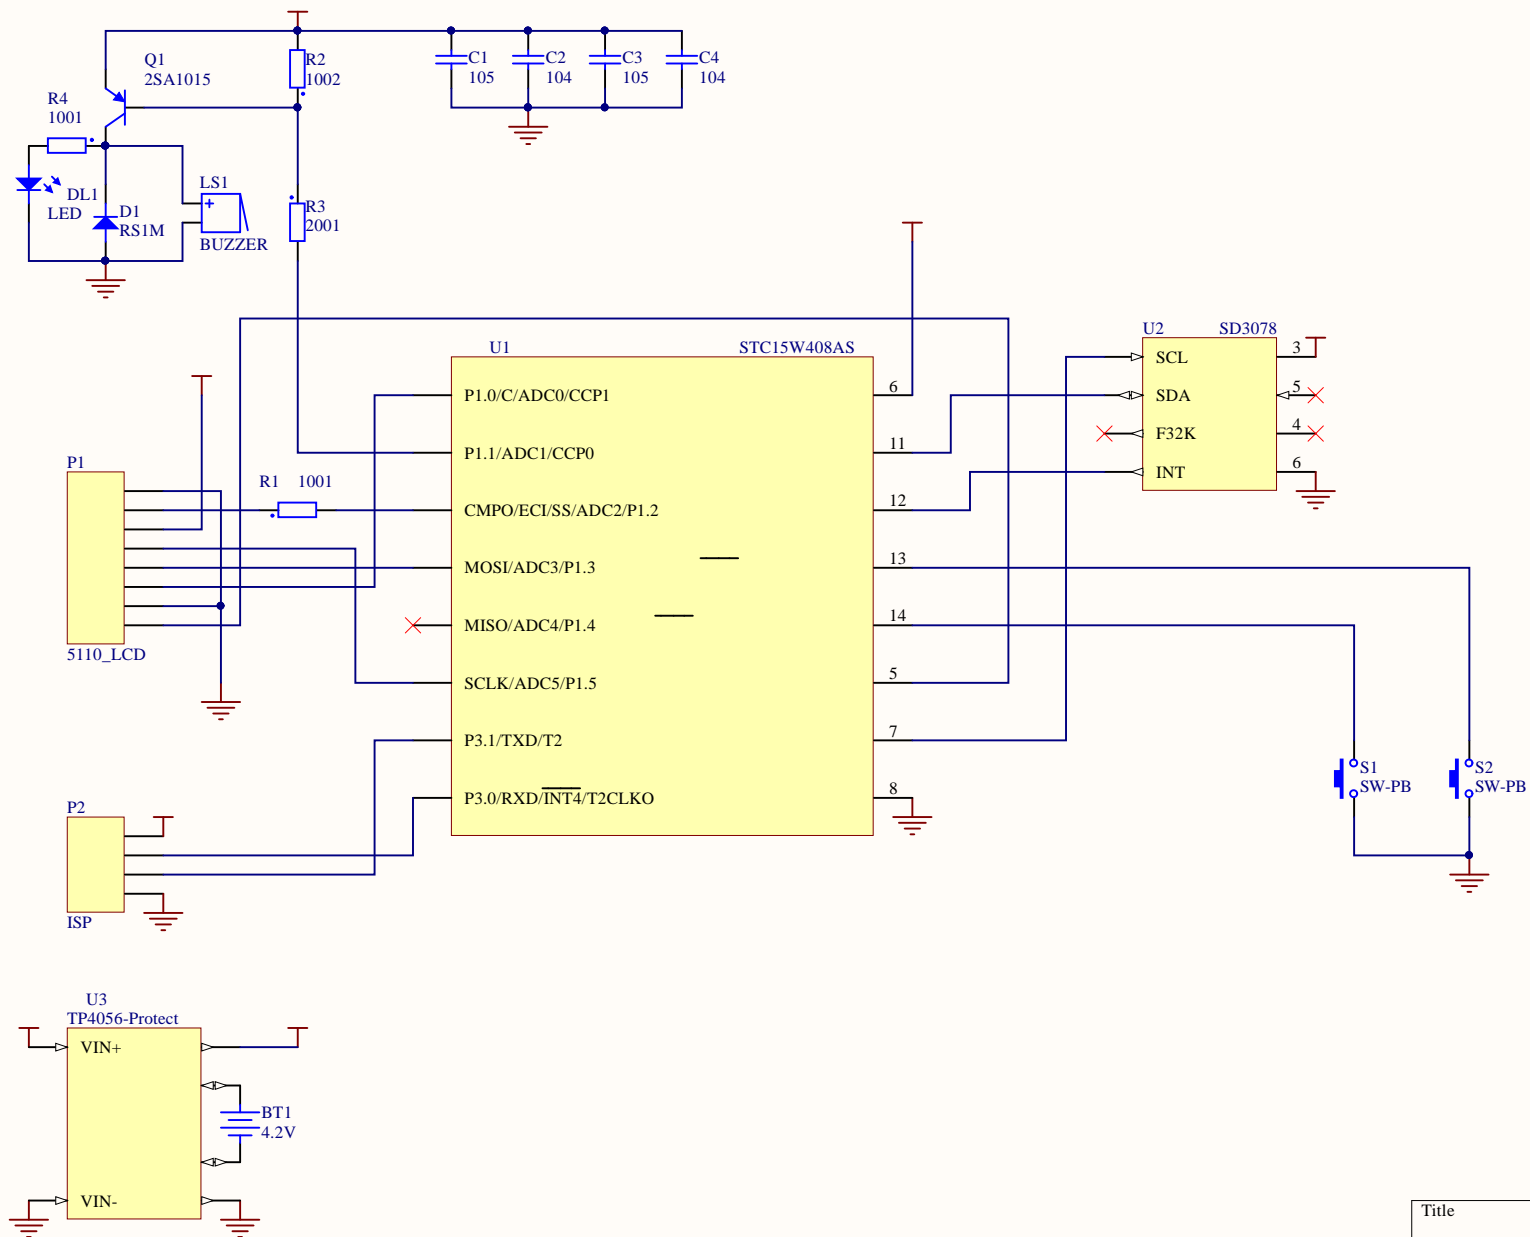 Q1
2SA1015
R4
1001
R2
1002
C1
105
C2
104
C3
105
C4
104
DL1
LED
D1
RS1M
LS1
+
BUZZER
R3
2001
U1
STC15W408AS
P1.0/C/ADC0/CCP1
P1.1/ADC1/CCP0
CMPO/ECI/SS/ADC2/P1.2
MOSI/ADC3/P1.3
MISO/ADC4/P1.4
SCLK/ADC5/P1.5
P3.1/TXD/T2
P3.0/RXD/INT4/T2CLKO
6
11
12
13
14
5
7
8
U2
SD3078
SCL
SDA
F32K
INT
3
5
4
6
P1
5110_LCD
R1 1001
P2
ISP
S1
SW-PB
S2
SW-PB
U3
TP4056-Protect
VIN+
VIN-
BT1
4.2V
Title